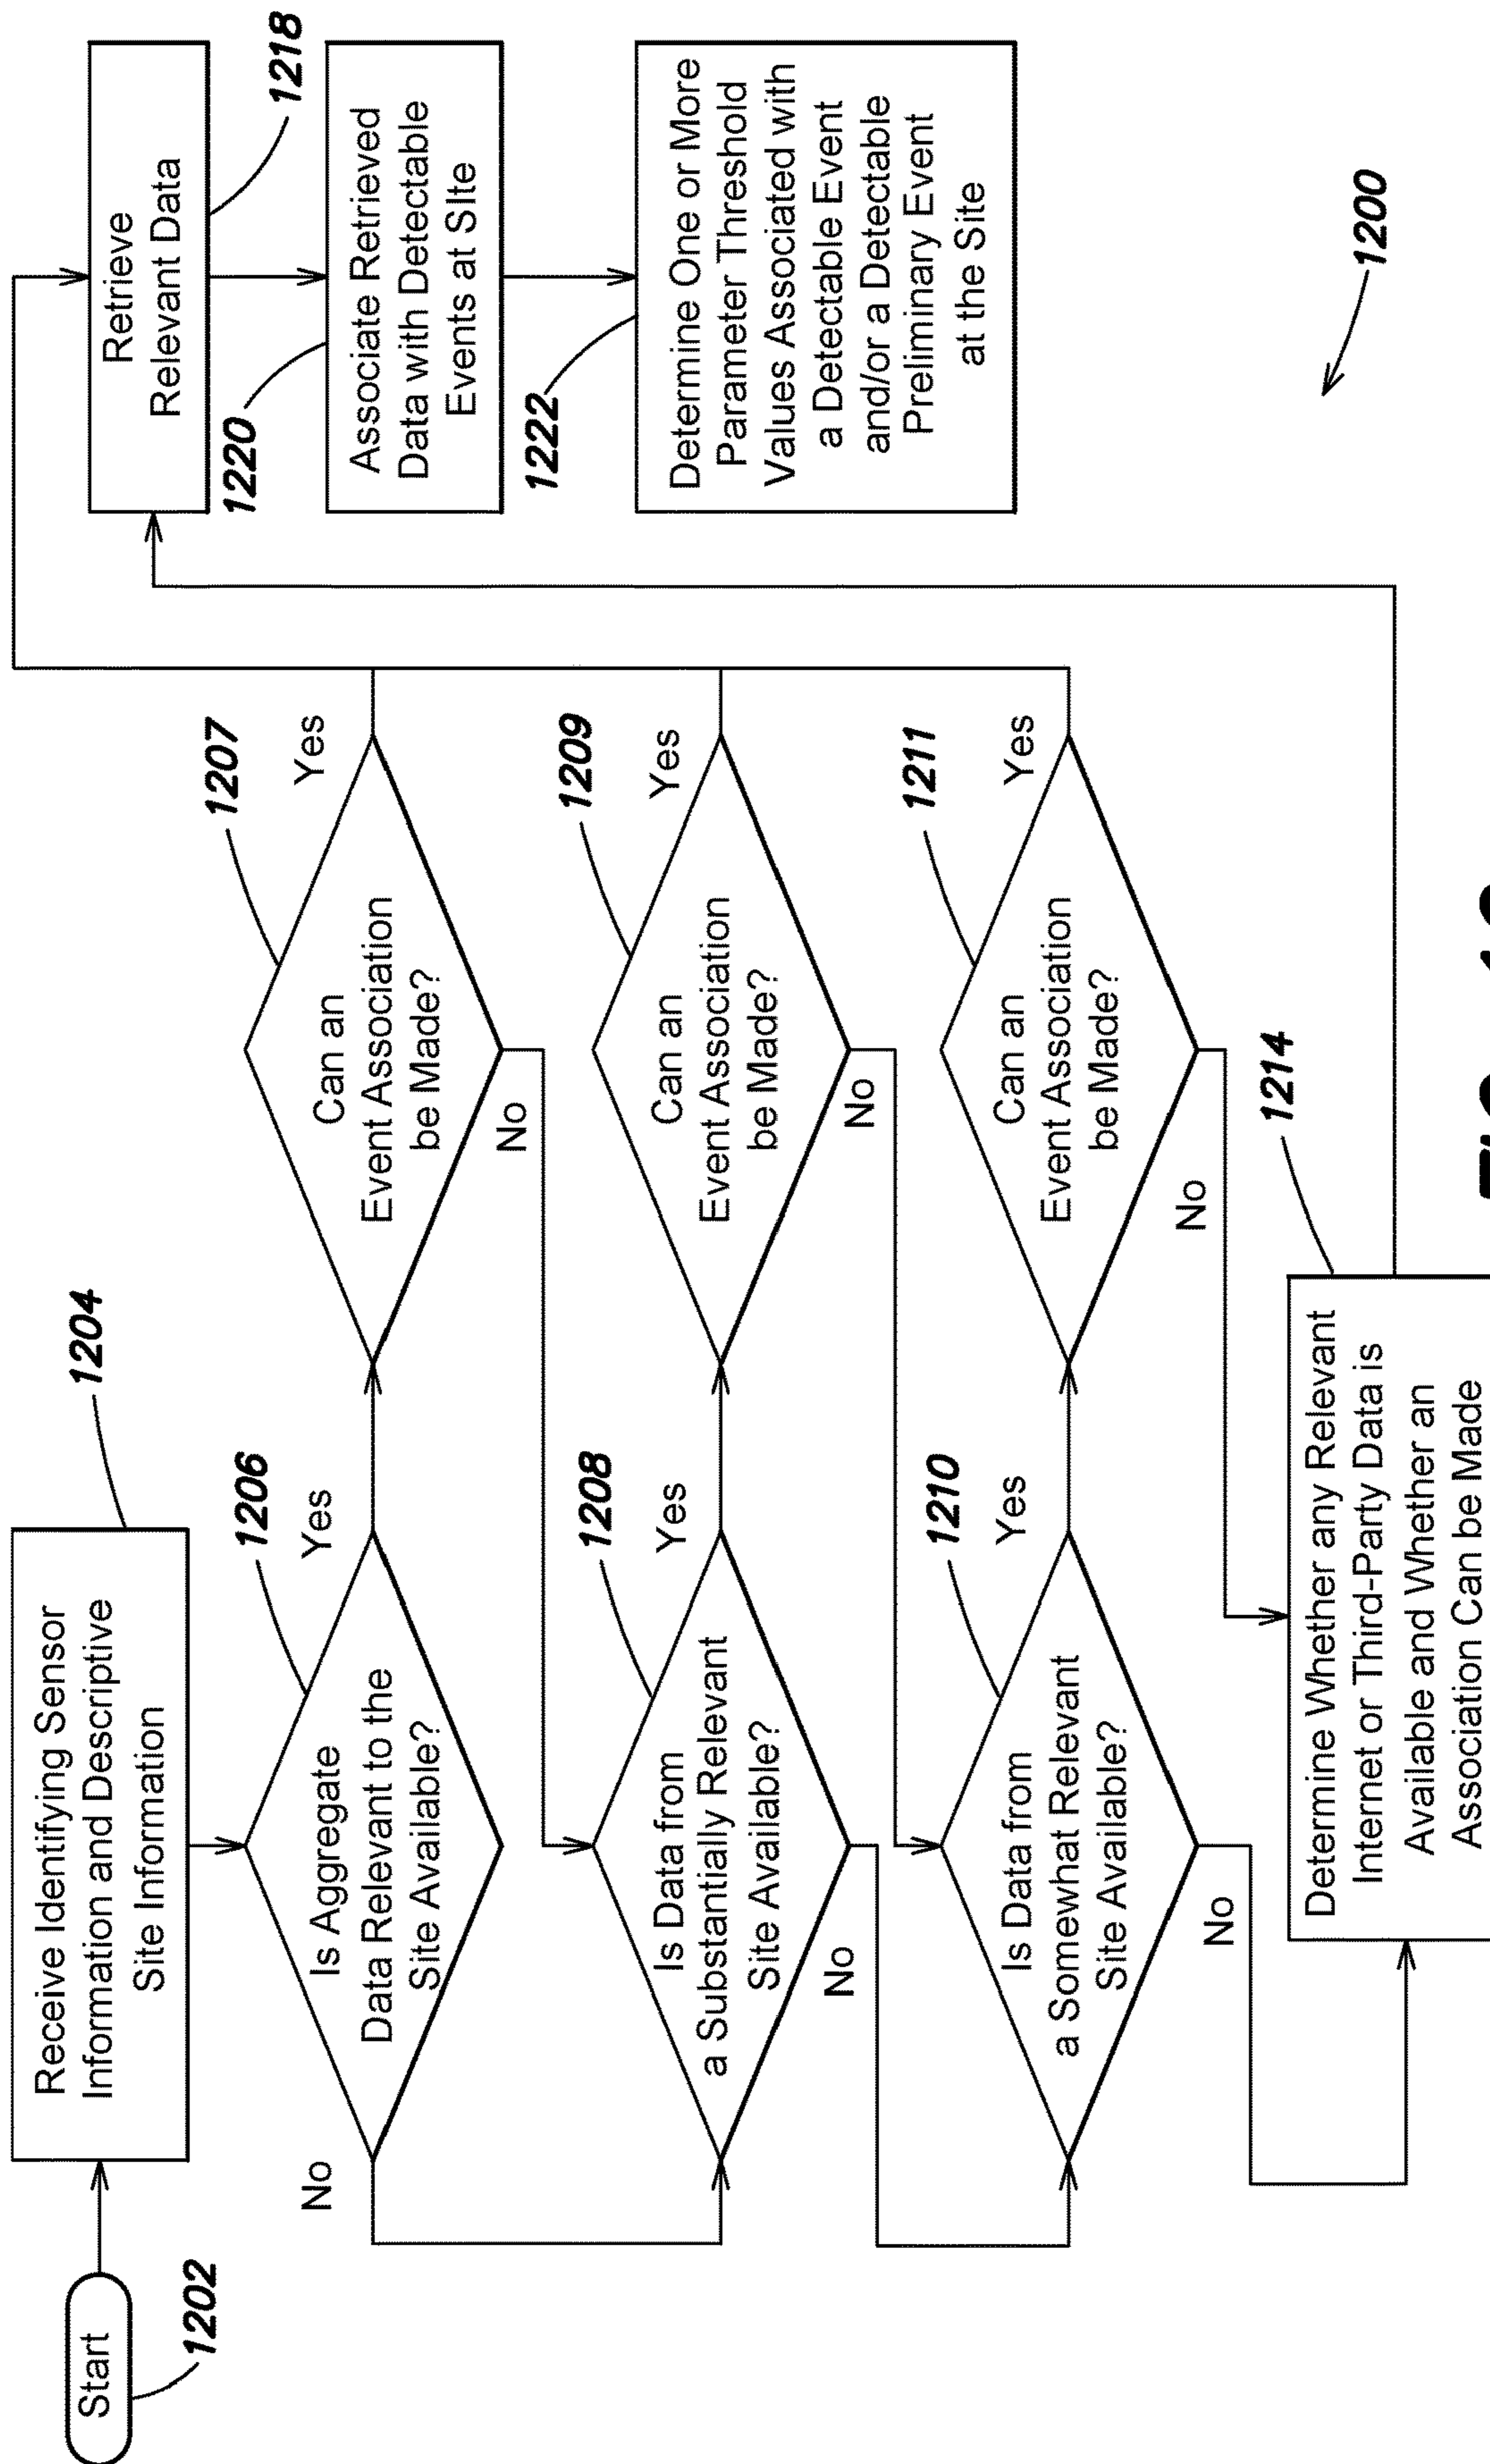 Start
1202
Receive Identifying Sensor
Information and Descriptive
Site Information
1204
Is Aggregate
Data Relevant to the
Site Available?
1206
Yes
No
Can an
Event Association
be Made?
1207
Yes
No
Is Data from
a Substantially Relevant
Site Available?
1208
Yes
No
Can an
Event Association
be Made?
1209
Yes
No
Is Data from
a Somewhat Relevant
Site Available?
1210
Yes
No
Can an
Event Association
be Made?
1211
Yes
No
Determine Whether any Relevant
Internet or Third-Party Data is
Available and Whether an
Association Can be Made
1214
Retrieve
Relevant Data
1218
Associate Retrieved
Data with Detectable
Events at SIte
1220
Determine One or More
Parameter Threshold
Values Associated with
a Detectable Event
and/or a Detectable
Preliminary Event
at the Site
1222
1200